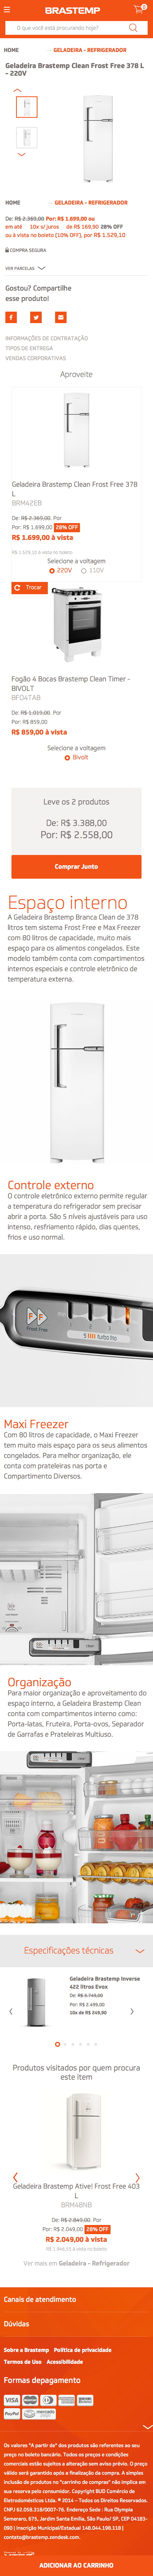 BRASTEMP
0
O que você está procurando hoje?
HOME
GELADEIRA - REFRIGERADOR
Geladeira Brastemp Clean Frost Free 378 L
- 220V
HOME
GELADEIRA - REFRIGERADOR
De: R$ 2.369,00 Por: R$ 1.699,00 ou
em até 10x s/ juros de R$ 169,90 28% OFF
ou à vista no boleto (10% OFF), por R$ 1.529,10
COMPRA SEGURA
VER PARCELAS
Gostou? Compartilhe
esse produto!
INFORMAÇÕES DE CONTRATAÇÃO
TIPOS DE ENTREGA
VENDAS CORPORATIVAS
Aproveite
Geladeira Brastemp Clean Frost Free 378
L
BRM42EB
De: R$ 2.369,00. Por
Por: R$ 1.699,00 28% OFF
R$ 1.699,00 à vista
R$ 1.529,10 à vista no boleto
Selecione a voltagem
220V 110V
Trocar
Fogão 4 Bocas Brastemp Clean Timer -
BIVOLT
BFO4TAB
De: R$ 1.019,00. Por
Por: R$ 859,00
R$ 859,00 à vista
Selecione a voltagem
Bivolt
Leve os 2 produtos
De: R$ 3.388,00
Por: R$ 2.558,00
Comprar Junto
Espaço interno
A Geladeira Brastemp Branca Clean de 378
litros tem sistema Frost Free e Max Freezer
com 80 litros de capacidade, muito mais
espaço para os alimentos congelados. Este
modelo também conta com compartimentos
internos especiais e controle eletrônico de
temperatura externa.
Controle externo
O controle eletrônico externo permite regular
a temperatura do refrigerador sem precisar
abrir a porta. São 5 níveis ajustáveis para uso
intenso, resfriamento rápido, dias quentes,
frios e uso normal.
FF
Frost Free
5 turbo frio
Maxi Freezer
Com 80 litros de capacidade, o Maxi Freezer
tem muito mais espaço para os seus alimentos
congelados. Para melhor organização, ele
conta com prateleiras nas porta e
Compartimento Diversos.
Organização
Para maior organização e aproveitamento do
espaço interno, a Geladeira Brastemp Clean
conta com compartimentos interno como:
Porta-latas, Fruteira, Porta-ovos, Separador
de Garrafas e Prateleiras Multiuso.
Especificações técnicas
Geladeira Brastemp Inverse
422 litros Evox
De: R$ 3.749,00
Por: R$ 2.499,00
10x de R$ 249,90
Produtos visitados por quem procura
este item
Geladeira Brastemp Ative! Frost Free 403
L
BRM48NB
De: R$ 2.849,00. Por
Por: R$ 2.049,00 28% OFF
R$ 2.049,00 à vista
R$ 1.946,55 à vista no boleto
Ver mais em Geladeira - Refrigerador
Canais de atendimento
Dúvidas
Sobre a Brastemp Política de privacidade
Termos de Uso Acessibilidade
Formas depagamento
VISA
PayPal
Os valores "A partir de" dos produtos são referentes ao seu
preço no boleto bancário. Todos os preços e condições
comerciais estão sujeitos a alteração sem aviso prévio. O preço
válido será garantido após a finalização da compra. A simples
inclusão de produtos no "carrinho de compras" não implica em
sua reserva pelo consumidor. Copyright BUD Comércio de
Eletrodomésticos Ltda. ® 2014 – Todos os Direitos Reservados.
CNPJ 62.058.318/0007-76. Endereço Sede : Rua Olympia
Semeraro, 675, Jardim Santa Emília, São Paulo/ SP, CEP 04183-
090 | Inscrição Municipal/Estadual 148.044.198.118 |
contato@brastemp.zendesk.com.
ADICIONAR AO CARRINHO